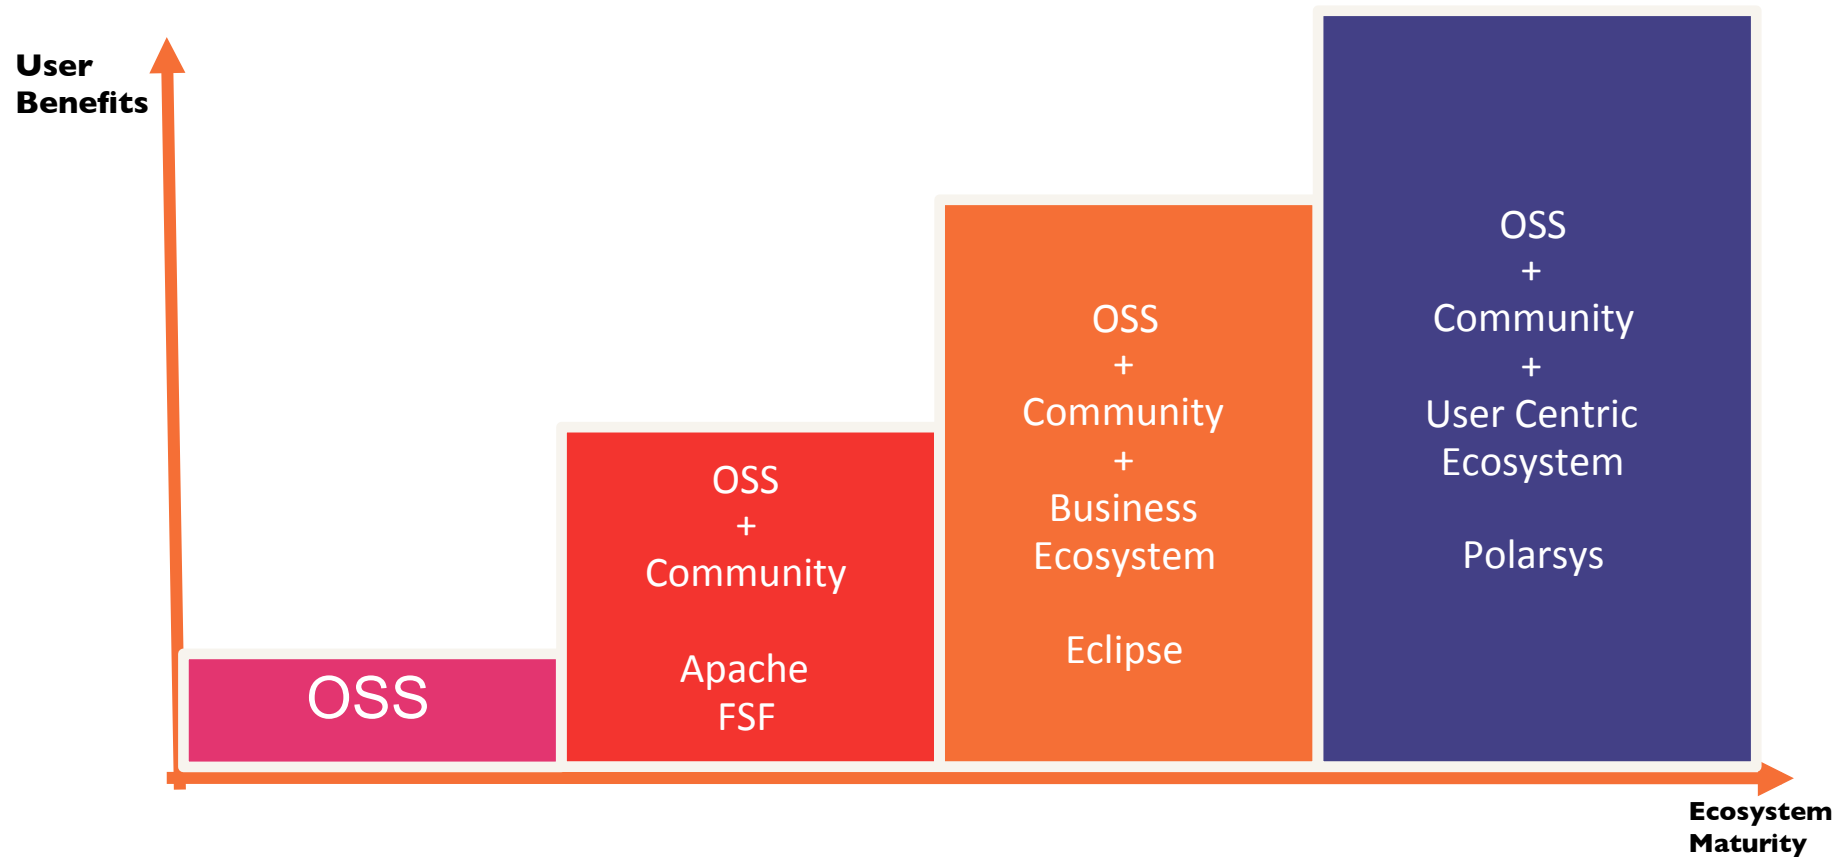 User
Benefits
OSS
OSS
+
Community
Apache
FSF
OSS
+
Community
+
Business
Ecosystem
Eclipse
OSS
+
Community
+
User Centric
Ecosystem
Polarsys
Ecosystem
Maturity